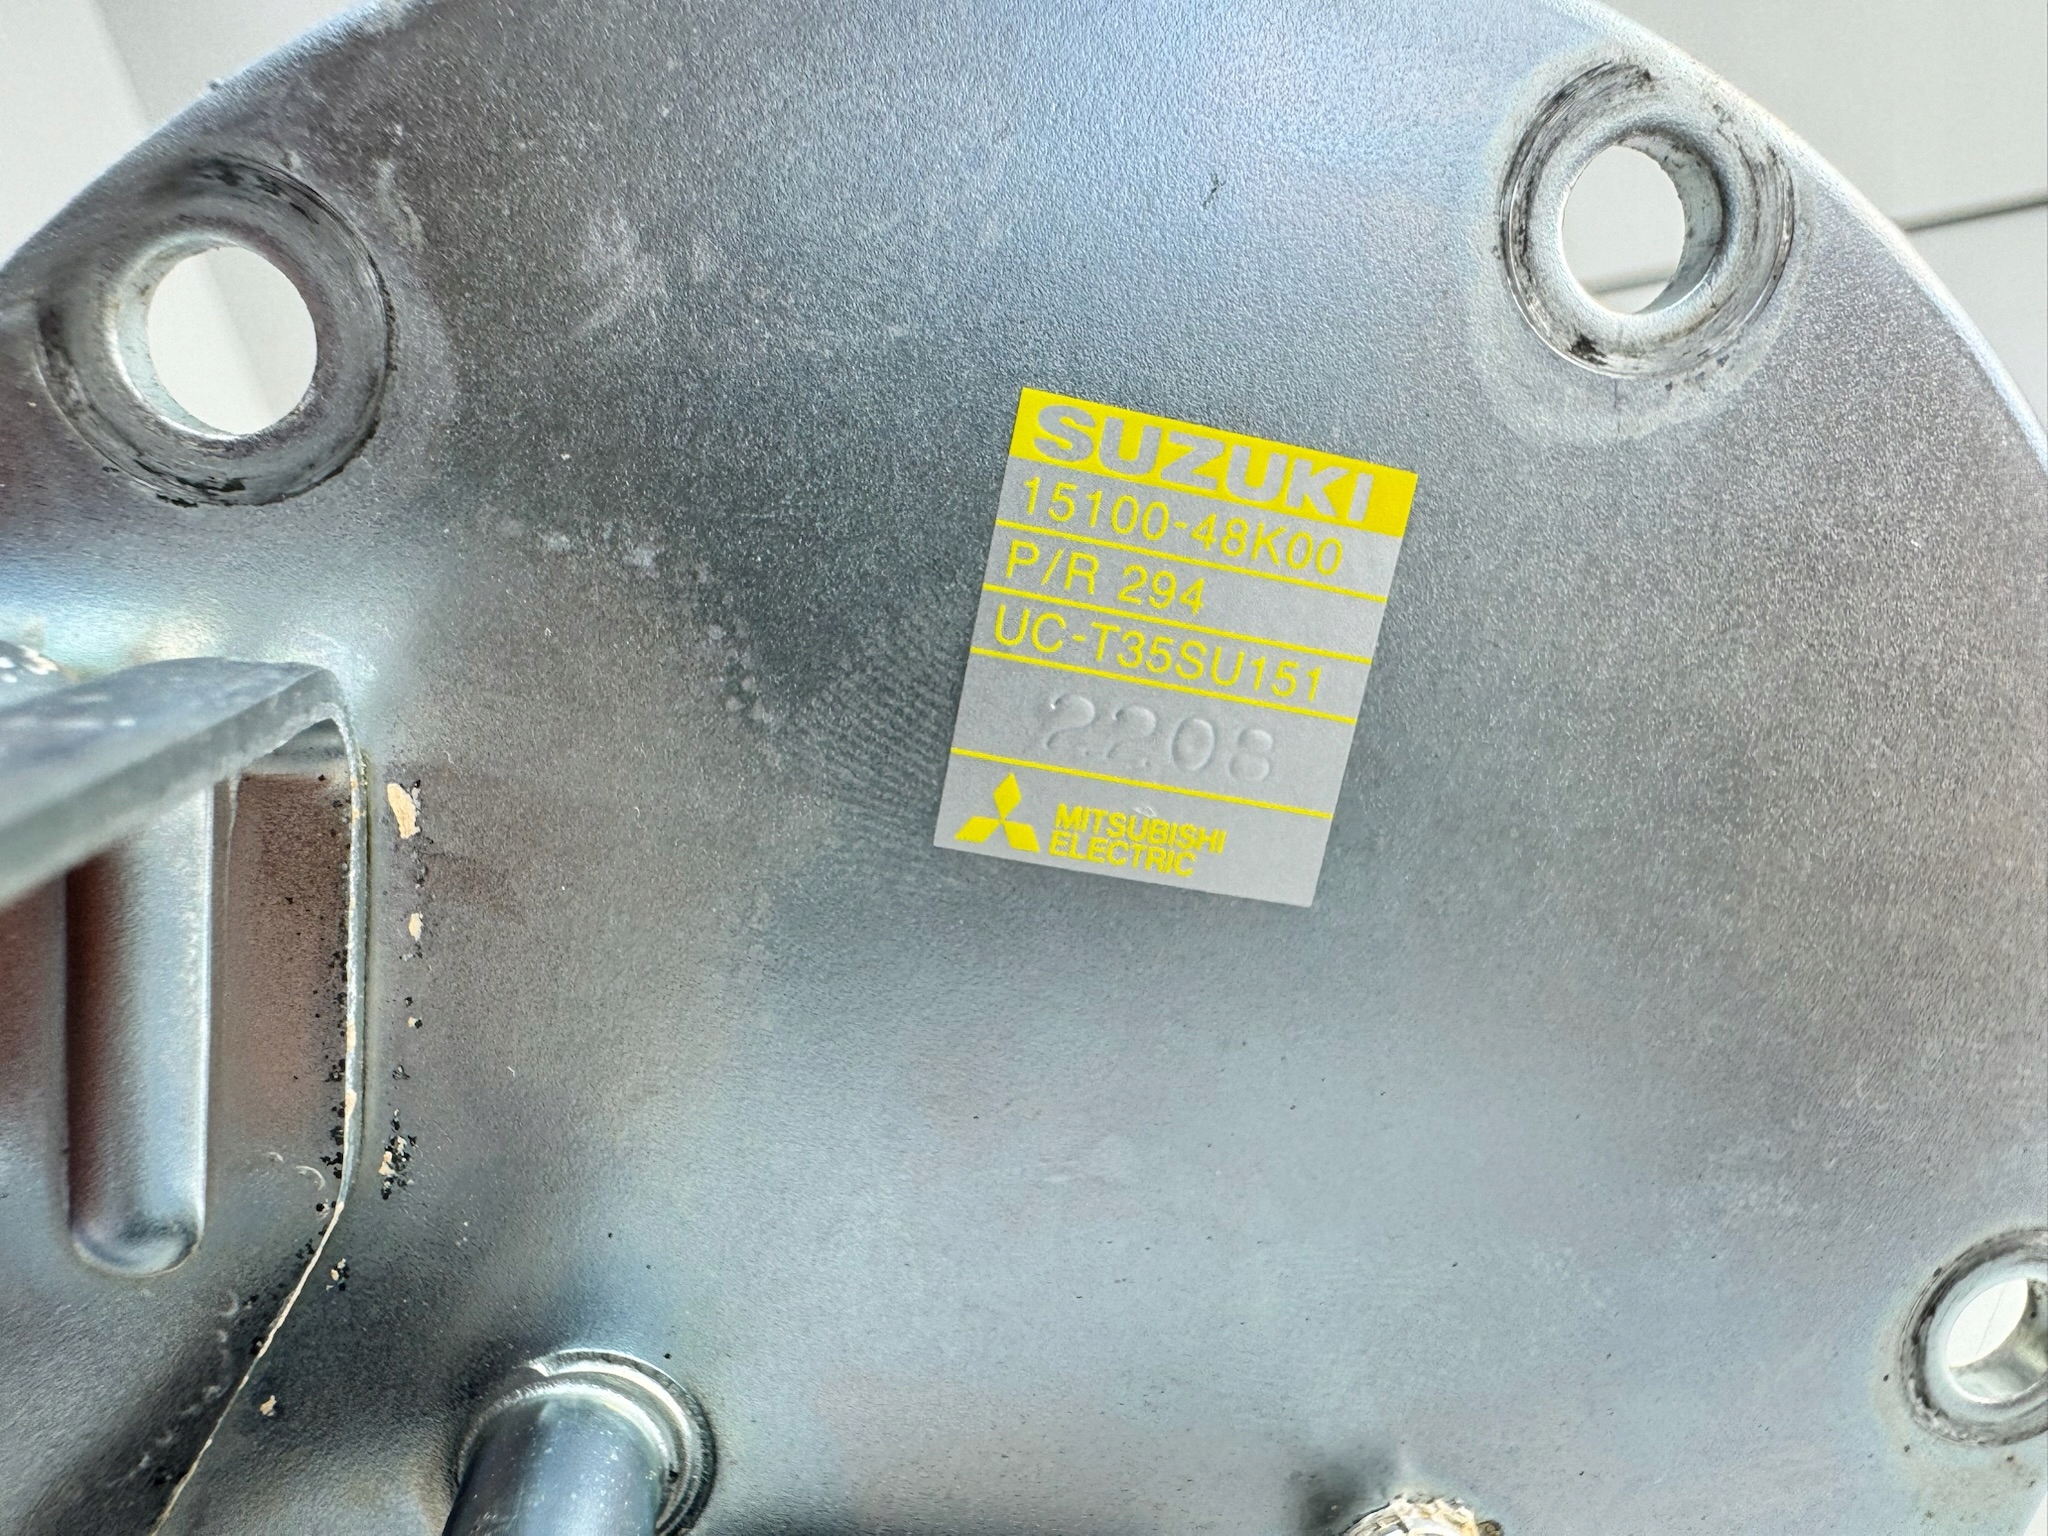 SUZUKI
15100-48K00
P/R 294
UC-T35SU151
2208
MITSUBISHI
ELECTRIC